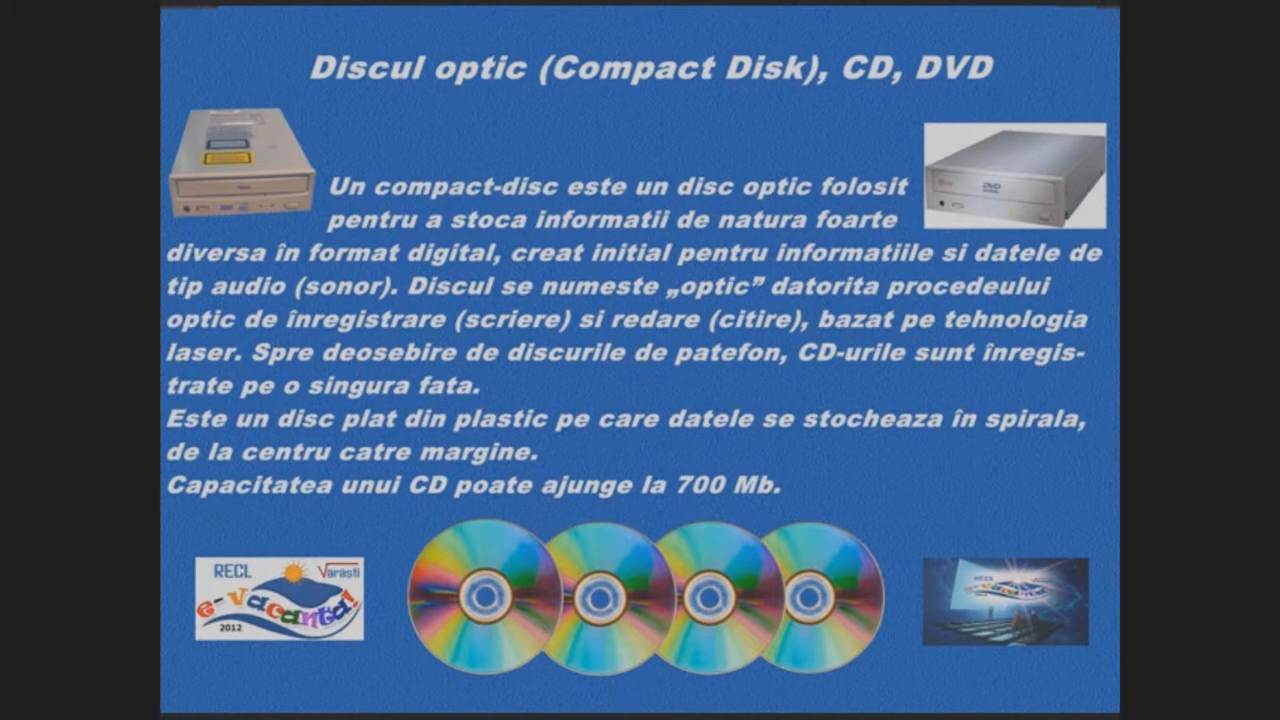 Discul optic (Compact Disk), CD, DVD
Un compact-disc este un disc optic folosit
pentru a stoca informatii de natura foarte
diversa în format digital, creat initial pentru informatiile si datele de
tip audio (sonor). Discul se numeste „optic” datorita procedeului
optic de înregistrare (scriere) si redare (citire), bazat pe tehnologia
laser. Spre deosebire de discurile de patefon, CD-urile sunt înregis-
trate pe o singura fata.
Este un disc plat din plastic pe care datele se stocheaza în spirala,
de la centru catre margine.
Capacitatea unui CD poate ajunge la 700 Mb.
DVD
RECL
Varasti
e-Vacanta!
2012
RECL